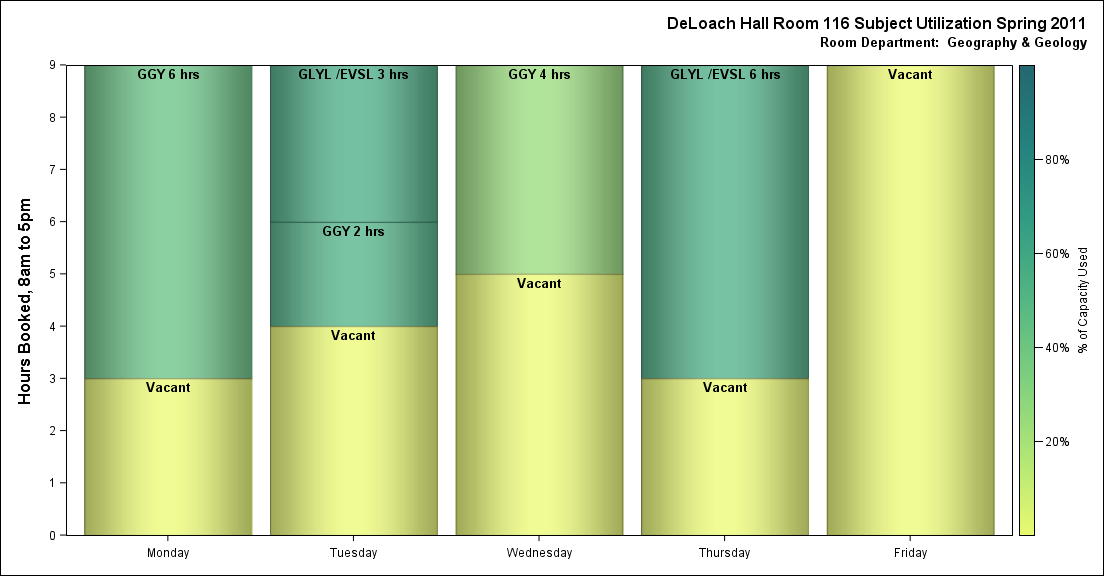 DeLoach Hall Room 116 Subject Utilization Spring 2011
Room Department:  Geography & Geology
GGY 6 hrs
GLYL /EVSL 3 hrs
GGY 4 hrs
GLYL /EVSL 6 hrs
Vacant
GGY 2 hrs
Vacant
Vacant
Vacant
Vacant
Hours Booked, 8am to 5pm
9
8
7
6
5
4
3
2
1
0
Monday
Tuesday
Wednesday
Thursday
Friday
80%
60%
40%
20%
% of Capacity Used